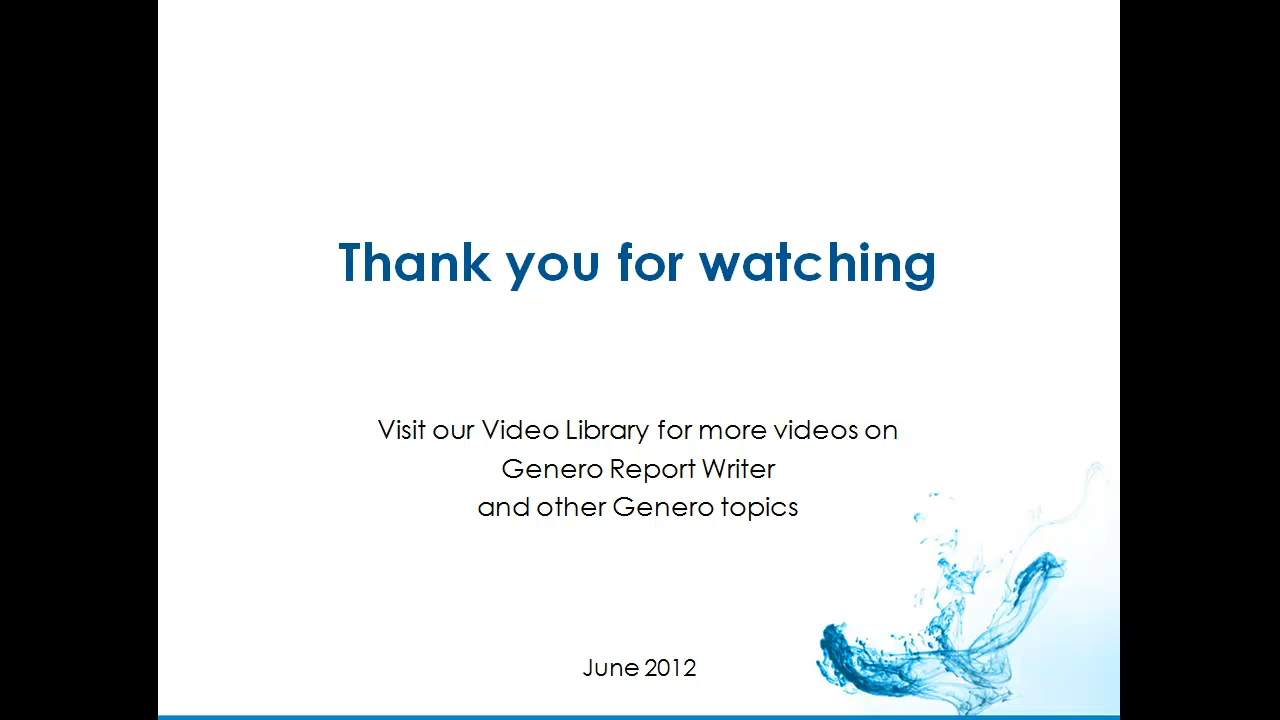 Thank you for watching
Visit our Video Library for more videos on
Genero Report Writer
and other Genero topics
June 2012